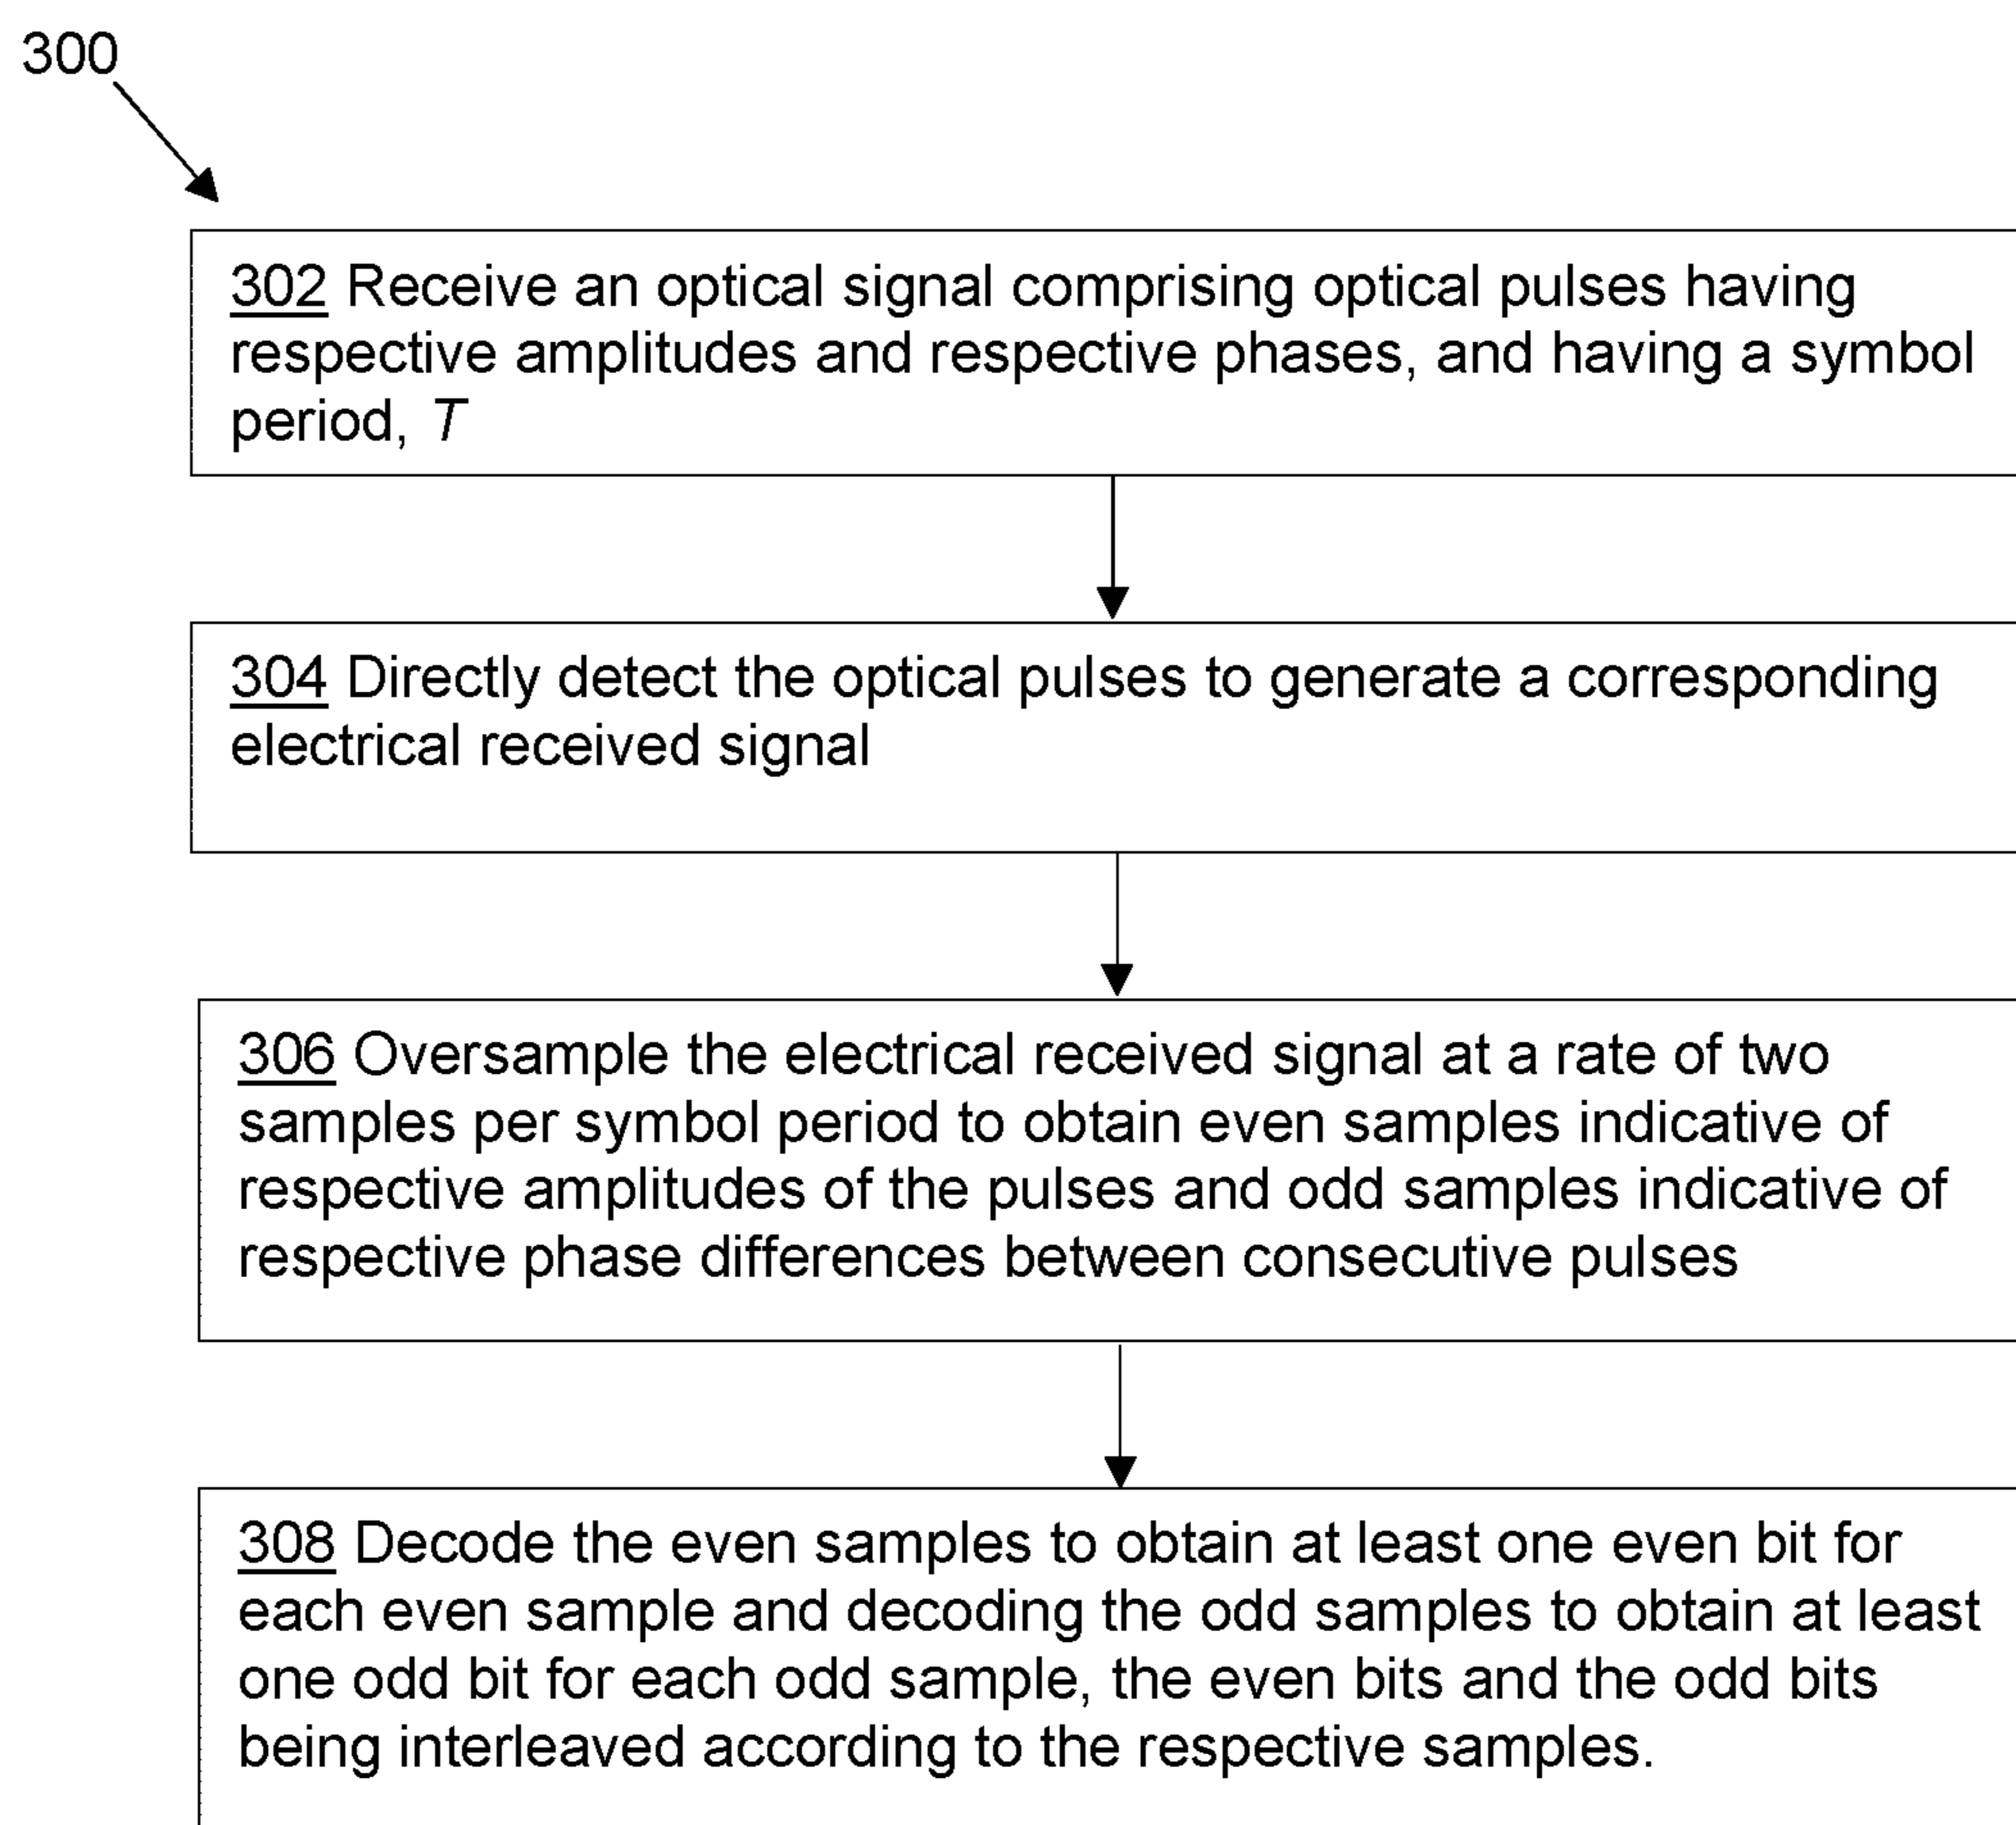 300
302 Receive an optical signal comprising optical pulses having
respective amplitudes and respective phases, and having a symbol
period, T
304 Directly detect the optical pulses to generate a corresponding
electrical received signal
306 Oversample the electrical received signal at a rate of two
samples per symbol period to obtain even samples indicative of
respective amplitudes of the pulses and odd samples indicative of
respective phase differences between consecutive pulses
308 Decode the even samples to obtain at least one even bit for
each even sample and decoding the odd samples to obtain at least
one odd bit for each odd sample, the even bits and the odd bits
being interleaved according to the respective samples.